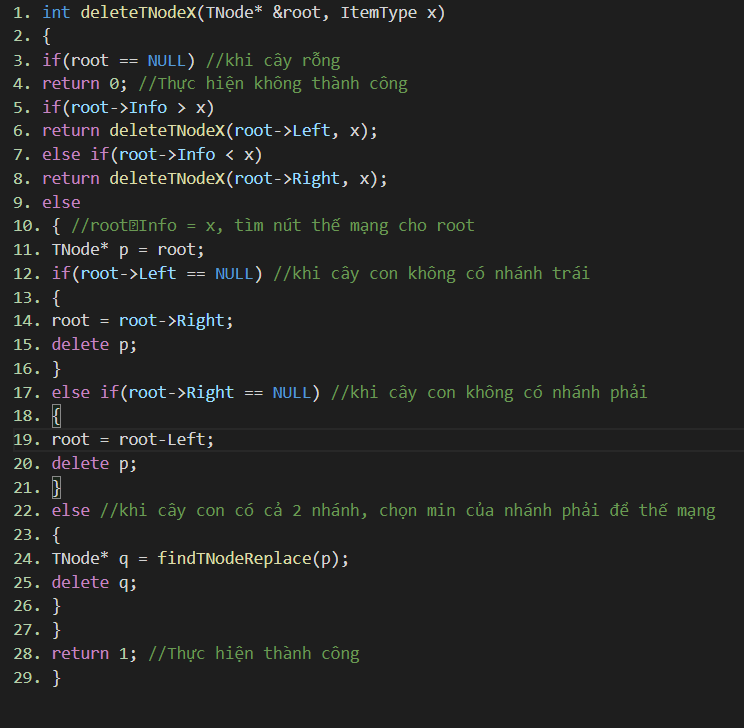 1. int deleteTNodeX(TNode* &root, ItemType x)
2. {
3. if(root == NULL) //khi cây rỗng
4. return 0; //Thực hiện không thành công
5. if(root->Info > x)
6. return deleteTNodeX(root->Left, x);
7. else if(root->Info < x)
8. return deleteTNodeX(root->Right, x);
9. else
10. { //root▯Info = x, tìm nút thế mạng cho root
11. TNode* p = root;
12. if(root->Left == NULL) //khi cây con không có nhánh trái
13. {
14. root = root->Right;
15. delete p;
16. }
17. else if(root->Right == NULL) //khi cây con không có nhánh phải
18. {
19. root = root-Left;
20. delete p;
21. }
22. else //khi cây con có cả 2 nhánh, chọn min của nhánh phải để thế mạng
23. {
24. TNode* q = findTNodeReplace(p);
25. delete q;
26. }
27. }
28. return 1; //Thực hiện thành công
29. }